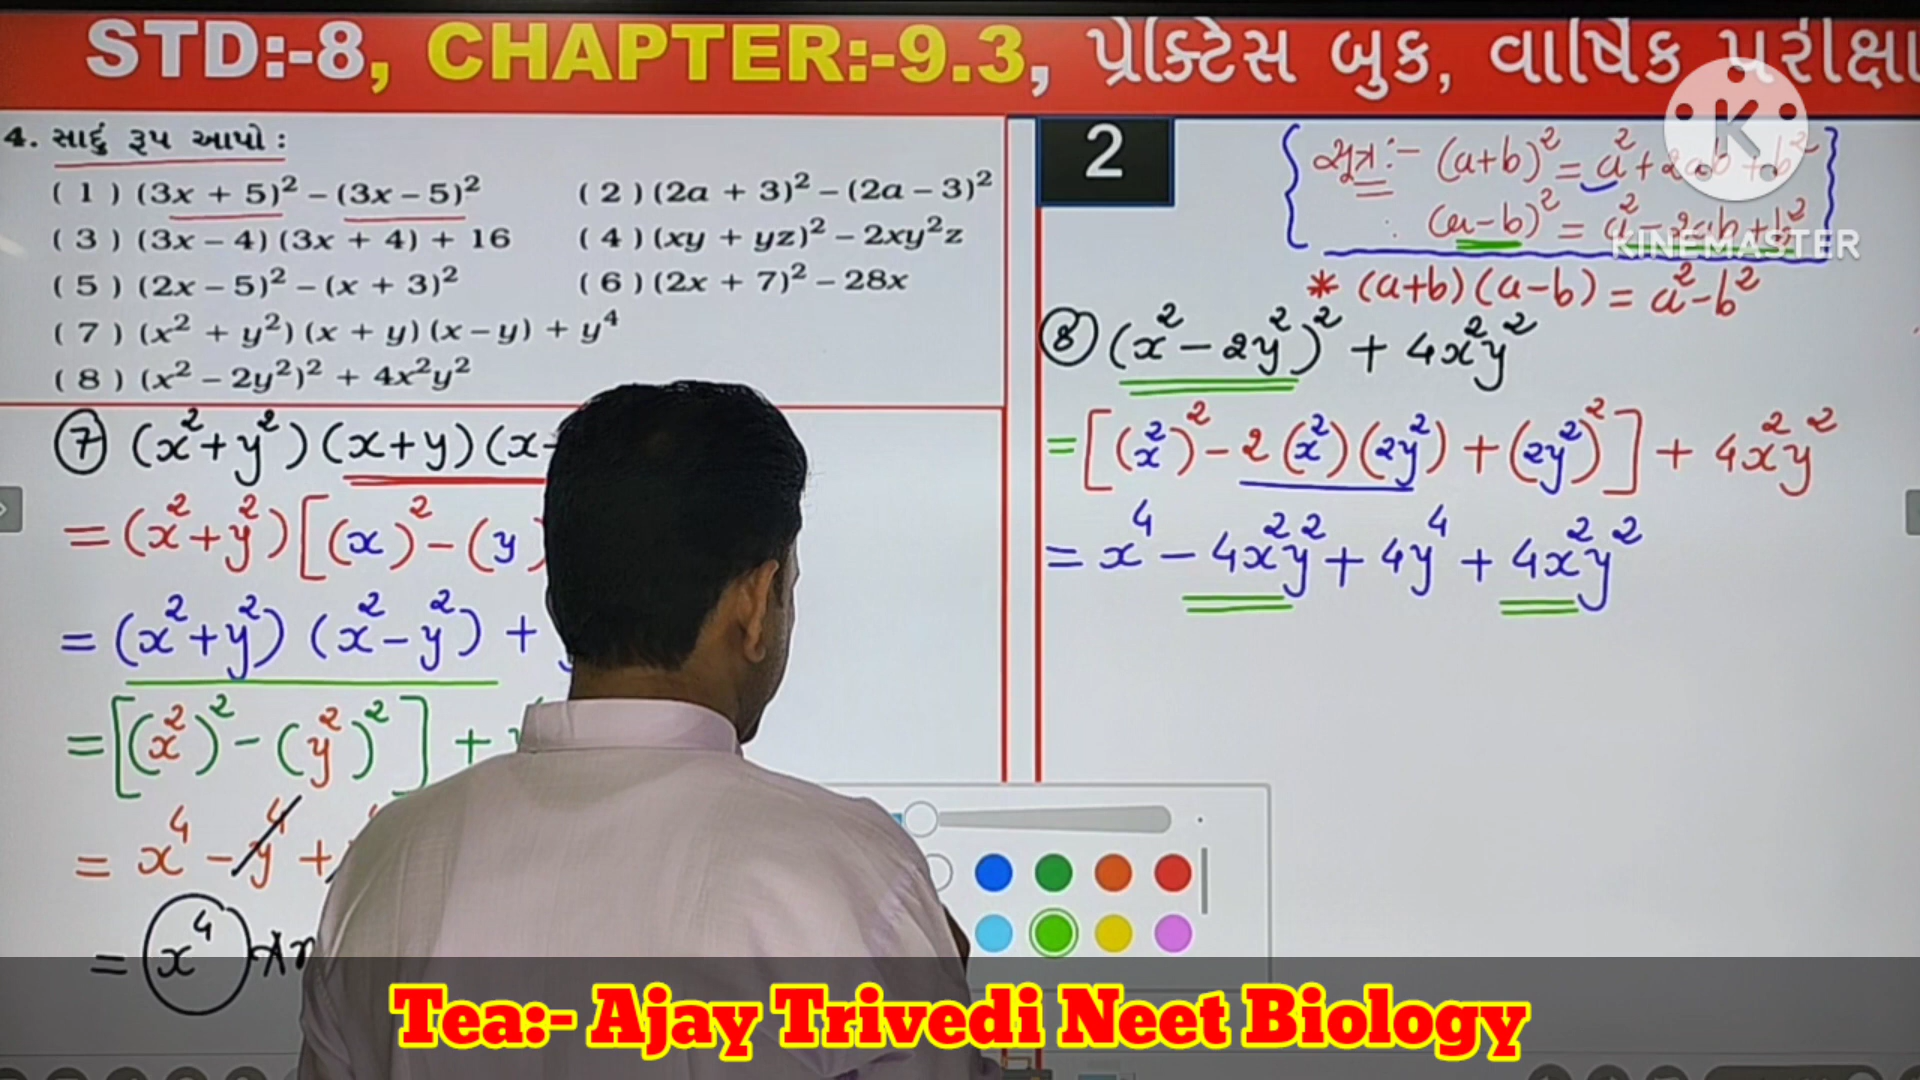 STD:-8, CHAPTER:-9.3, પ્રેક્ટિસ બુક, વાર્ષિક પરીક્ષા
4. સાદું રૂપ આપો :
( 1 ) (3x + 5)² – (3x – 5)²
( 2 ) (2a + 3)² – (2a – 3)²
( 3 ) (3x – 4) (3x + 4) + 16
( 4 ) (xy + yz)² – 2xy²z
( 5 ) (2x – 5)² – (x + 3)²
( 6 ) (2x + 7)² – 28x
( 7 ) (x² + y²) (x + y) (x – y) + y⁴
( 8 ) (x² – 2y²)² + 4x²y²
⑦ (x²+y²) (x+y) (x-
= (x²+y²) [(x)² - (y)
= (x²+y²) (x²-y²) +
= [(x²)² - (y²)²] +
= x⁴ - y⁴ +
= x⁴ An
2
સૂત્ર:- (a+b)² = a² + 2ab + b²
: (a-b)² = a² - 2ab + b²
* (a+b) (a-b) = a² - b²
⑧ (x² - 2y²)² + 4x²y²
= [(x²)² - 2(x²)(2y²) + (2y²)²] + 4x²y²
= x⁴ - 4x²y² + 4y⁴ + 4x²y²
K
KINEMASTER
Tea:- Ajay Trivedi Neet Biology